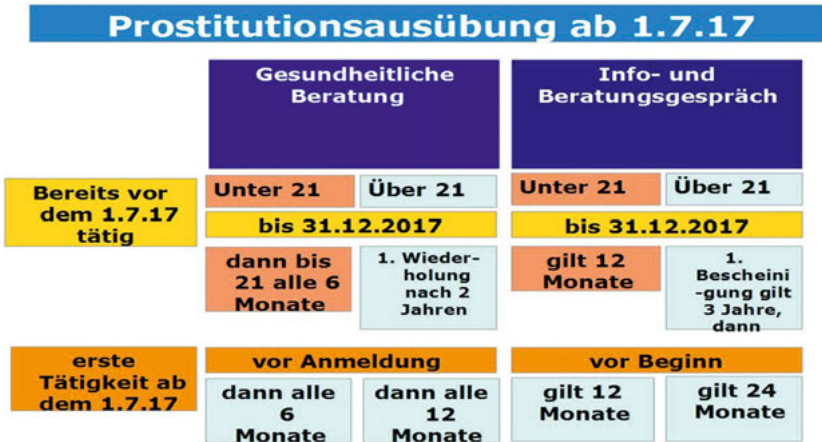 Prostitutionsausübung ab 1.7.17
Gesundheitliche
Beratung
Info- und
Beratungsgespräch
Bereits vor
dem 1.7.17
tätig
Unter 21
Über 21
Unter 21
Über 21
bis 31.12.2017
bis 31.12.2017
dann bis
21 alle 6
Monate
1. Wieder-
holung
nach 2
Jahren
gilt 12
Monate
1.
Bescheini
-gung gilt
3 Jahre,
dann
erste
Tätigkeit ab
dem 1.7.17
vor Anmeldung
vor Beginn
dann alle
6
Monate
dann alle
12
Monate
gilt 12
Monate
gilt 24
Monate